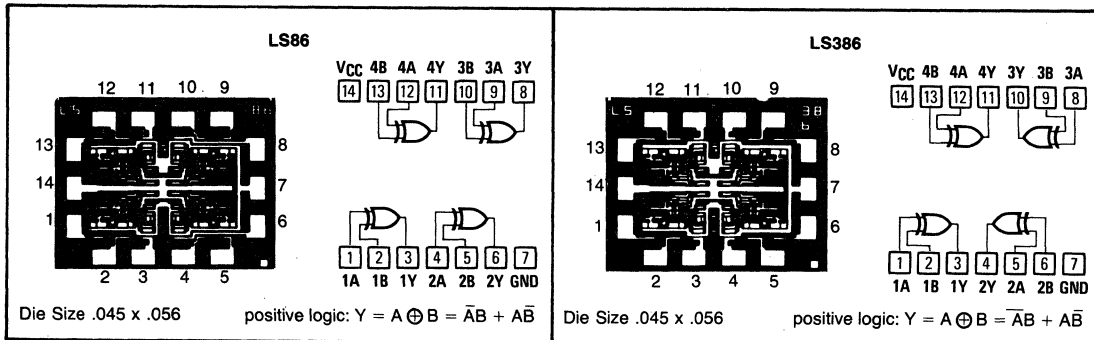 LS86
VCC 4B 4A 4Y 3B 3A 3Y
14 13 12 11 10 9 8
12 11 10 9
LS 86
13 8
14 7
1 6
2 3 4 5
1 2 3 4 5 6 7
1A 1B 1Y 2A 2B 2Y GND
Die Size .045 x .056 positive logic: Y = A ⊕ B = A̅B + AB̅
LS386
VCC 4B 4A 4Y 3Y 3B 3A
14 13 12 11 10 9 8
12 11 10 9
LS 38
6
13 8
14 7
1 6
2 3 4 5
1 2 3 4 5 6 7
1A 1B 1Y 2Y 2A 2B GND
Die Size .045 x .056 positive logic: Y = A ⊕ B = A̅B + AB̅